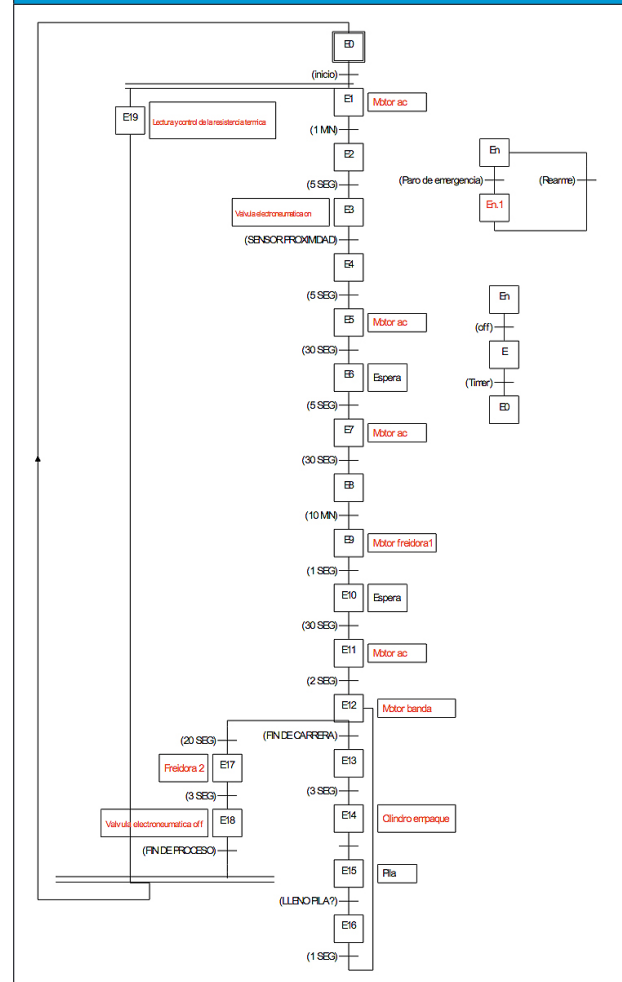 E0
(inicio)
E1
Motor ac
E19
Lectura y control de la resistencia termica
(1 MIN)
E2
(5 SEG)
E3
Valvula electroneumatica on
(SENSOR PROXIMIDAD)
E4
(5 SEG)
E5
Motor ac
(30 SEG)
E6
Espera
(5 SEG)
E7
Motor ac
(30 SEG)
E8
(10 MIN)
E9
Motor freidora1
(1 SEG)
E10
Espera
(30 SEG)
E11
Motor ac
(2 SEG)
E12
Motor banda
(FIN DE CARRERA)
E13
(3 SEG)
E14
Cilindro empaque
E15
Pila
(LLENO PILA?)
E16
(1 SEG)
(20 SEG)
E17
Freidora 2
(3 SEG)
E18
Valvula electroneumatica off
(FIN DE PROCESO)
En
(Paro de emergencia)
(Rearme)
En.1
En
(off)
E
(Timer)
E0